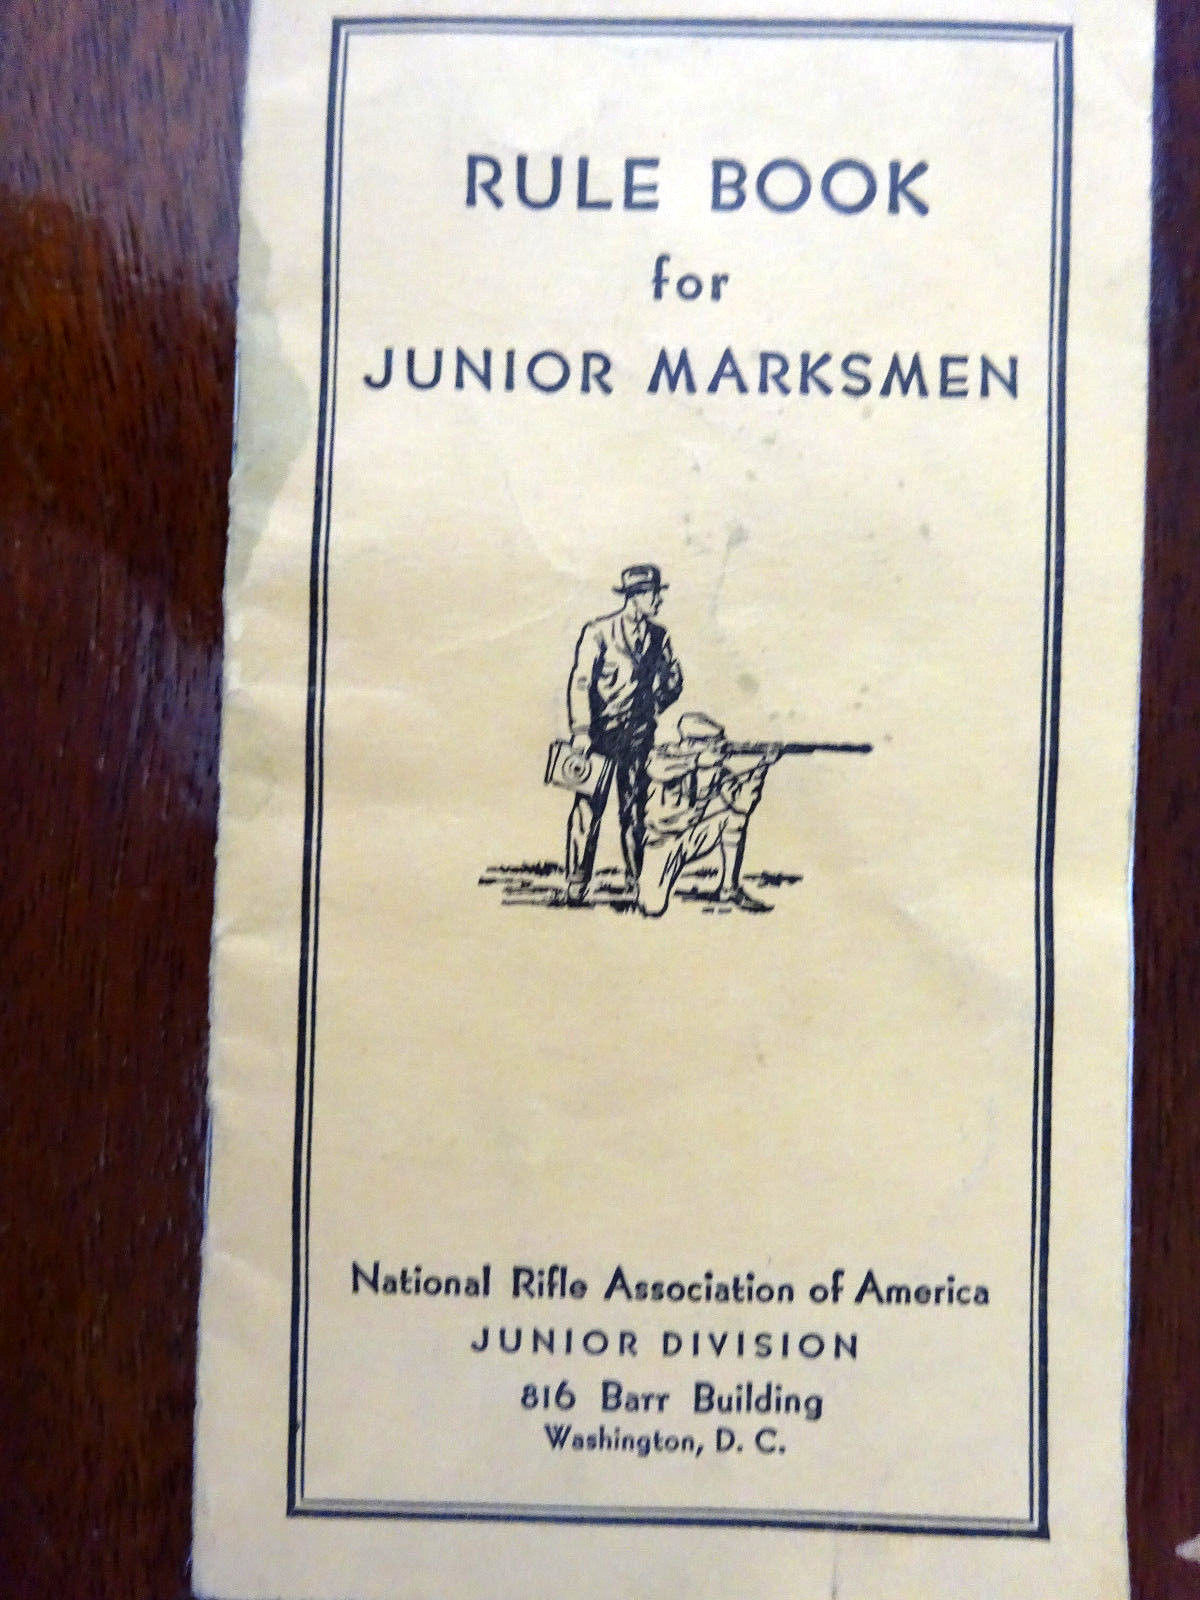 RULE BOOK
for
JUNIOR MARKSMEN
National Rifle Association of America
JUNIOR DIVISION
816 Barr Building
Washington, D. C.